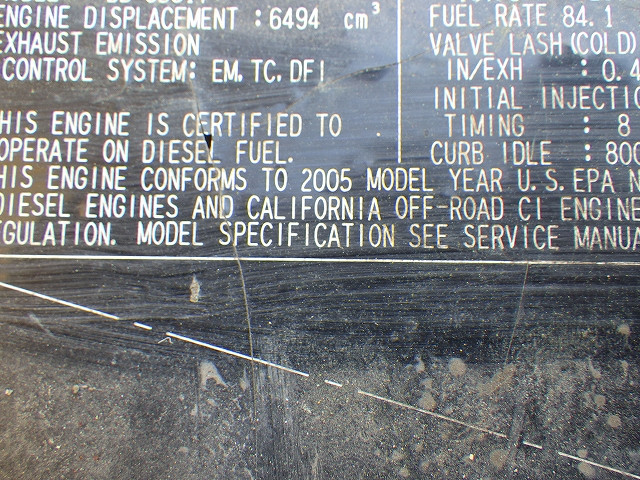 ENGINE DISPLACEMENT : 6494 cm³
EXHAUST EMISSION
CONTROL SYSTEM: EM, TC, DFI
THIS ENGINE IS CERTIFIED TO
OPERATE ON DIESEL FUEL.
FUEL RATE 84.1
VALVE LASH (COLD)
IN/EXH : 0.4
INITIAL INJECTIO
TIMING : 8
CURB IDLE : 800
HIS ENGINE CONFORMS TO 2005 MODEL YEAR U.S. EPA N
DIESEL ENGINES AND CALIFORNIA OFF-ROAD CI ENGINE
EGULATION. MODEL SPECIFICATION SEE SERVICE MANUA